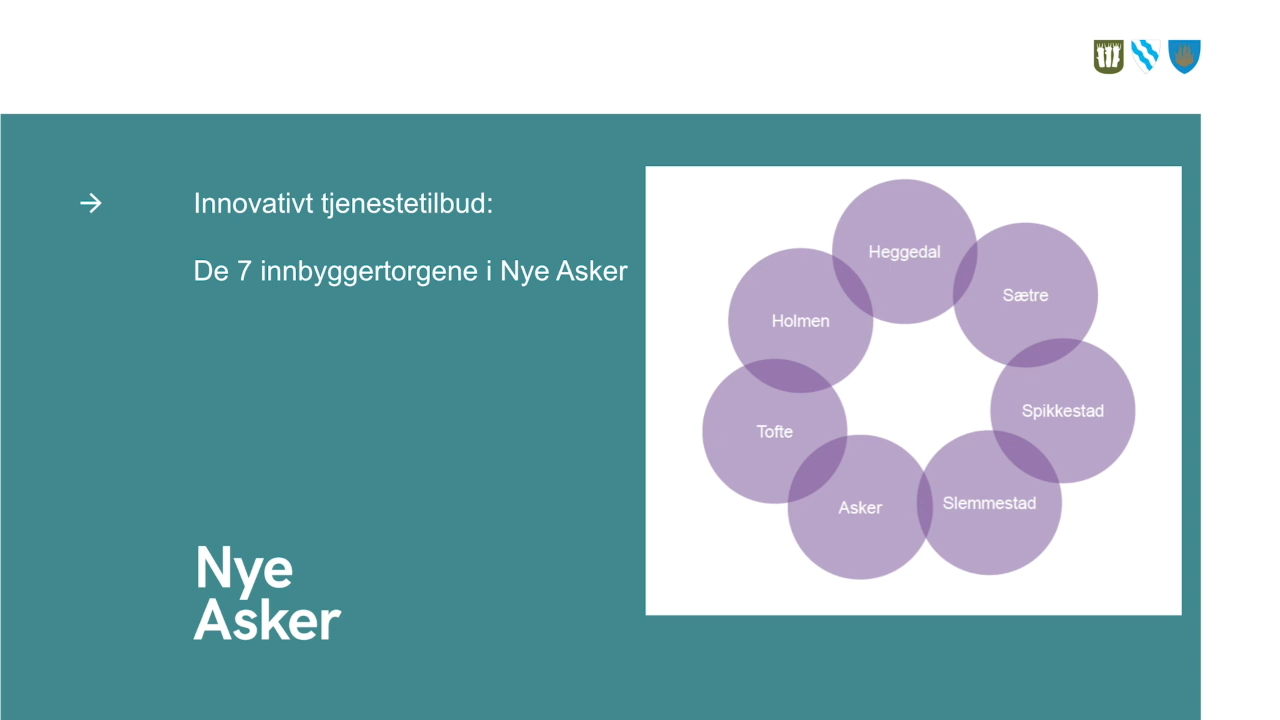 Innovativt tjenestetilbud:
De 7 innbyggertorgene i Nye Asker
Heggedal
Sætre
Holmen
Spikkestad
Tofte
Slemmestad
Asker
Nye
Asker